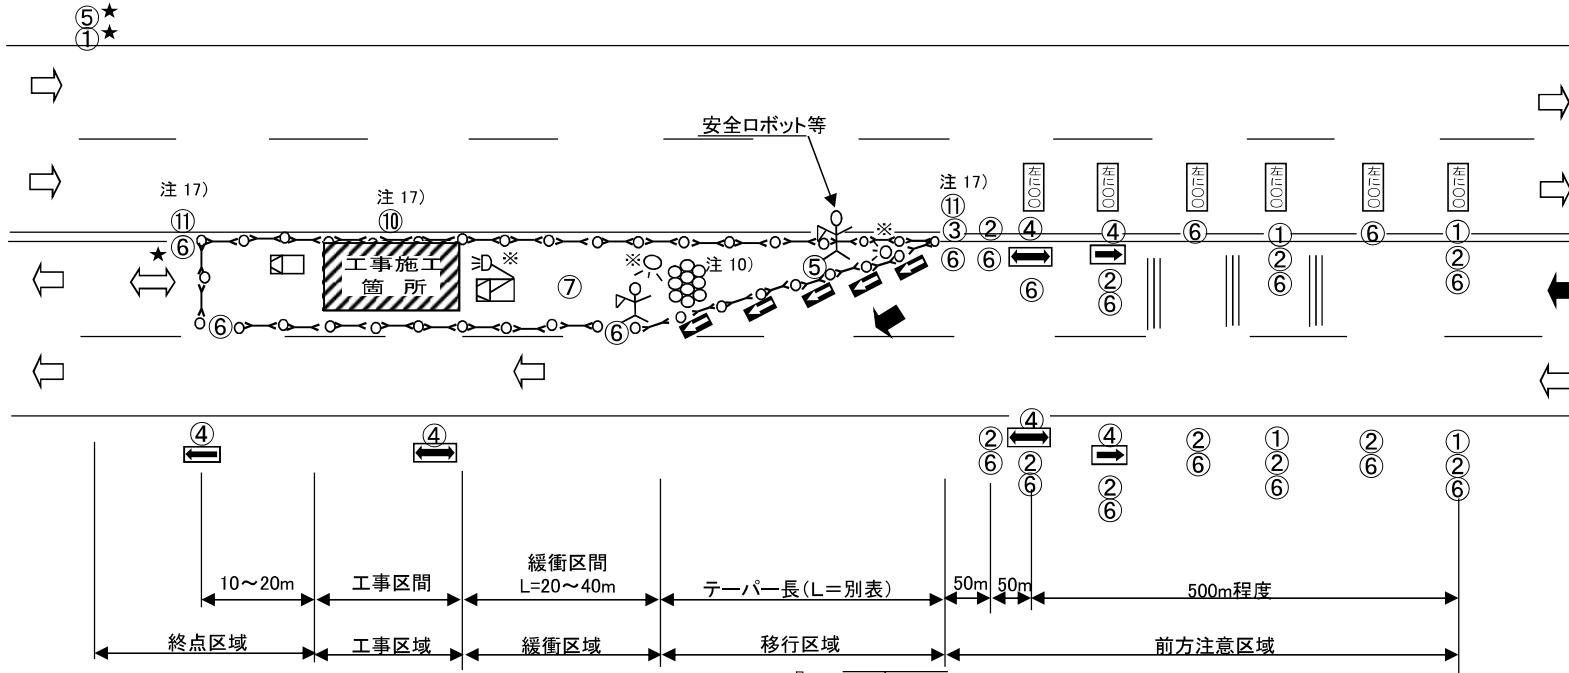 ⑤★
①★
安全ロボット等
注 17)
⑪
⑥
★
注 17)
⑩
注 17)
⑪
③
⑥
②
⑥
左に○○
④
⑥
左に○○
④
②
⑥
左に○○
⑥
左に○○
①
②
⑥
左に○○
⑥
左に○○
①
②
⑥
工事施工
箇 所
※
⑦
※
注 10)
⑤
※
⑥
⑥
④
④
②
⑥
④
②
⑥
④
②
⑥
②
⑥
①
②
⑥
②
⑥
①
②
⑥
10～20m
工事区間
緩衝区間
L=20～40m
テーパー長(L=別表)
50m
50m
500m程度
終点区域
工事区域
緩衝区域
移行区域
前方注意区域